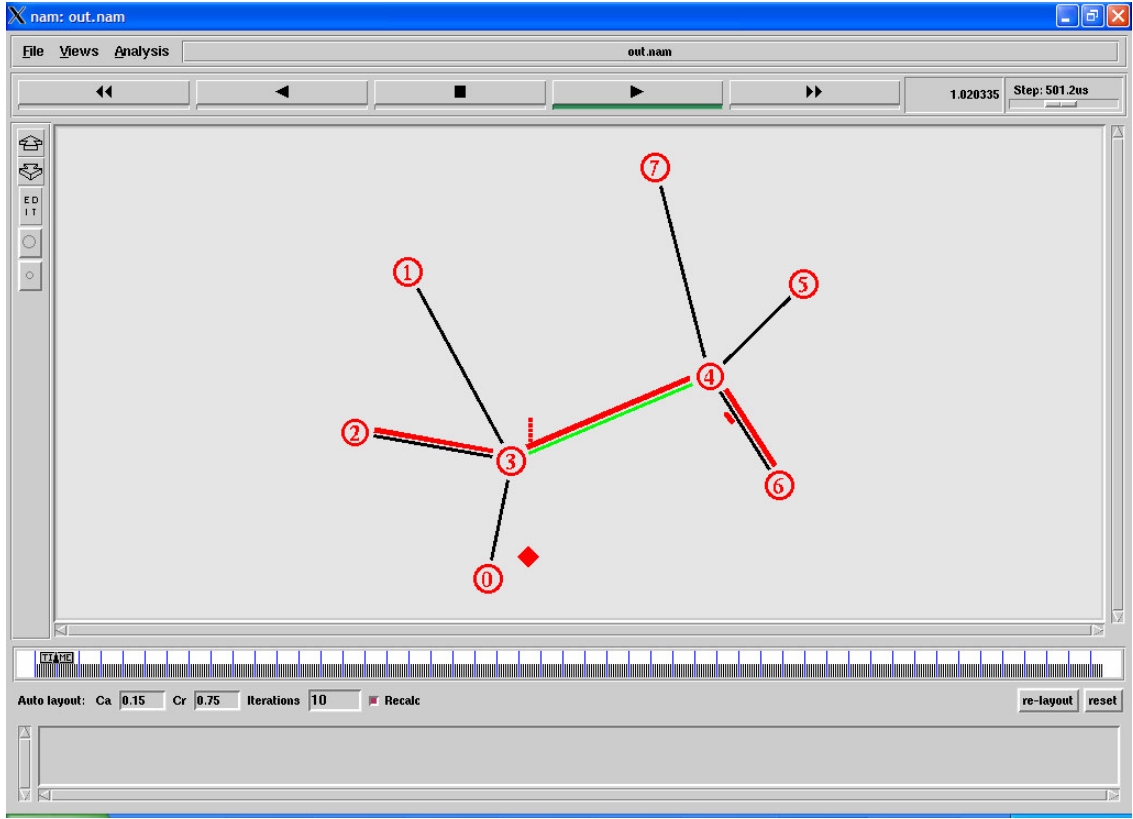 nam: out.nam
File Views Analysis out.nam
1.020335 Step: 501.2us
ED
IT
7
1
5
4
2
3
6
0
TIME
Auto layout: Ca 0.15 Cr 0.75 Iterations 10 Recalc re-layout reset